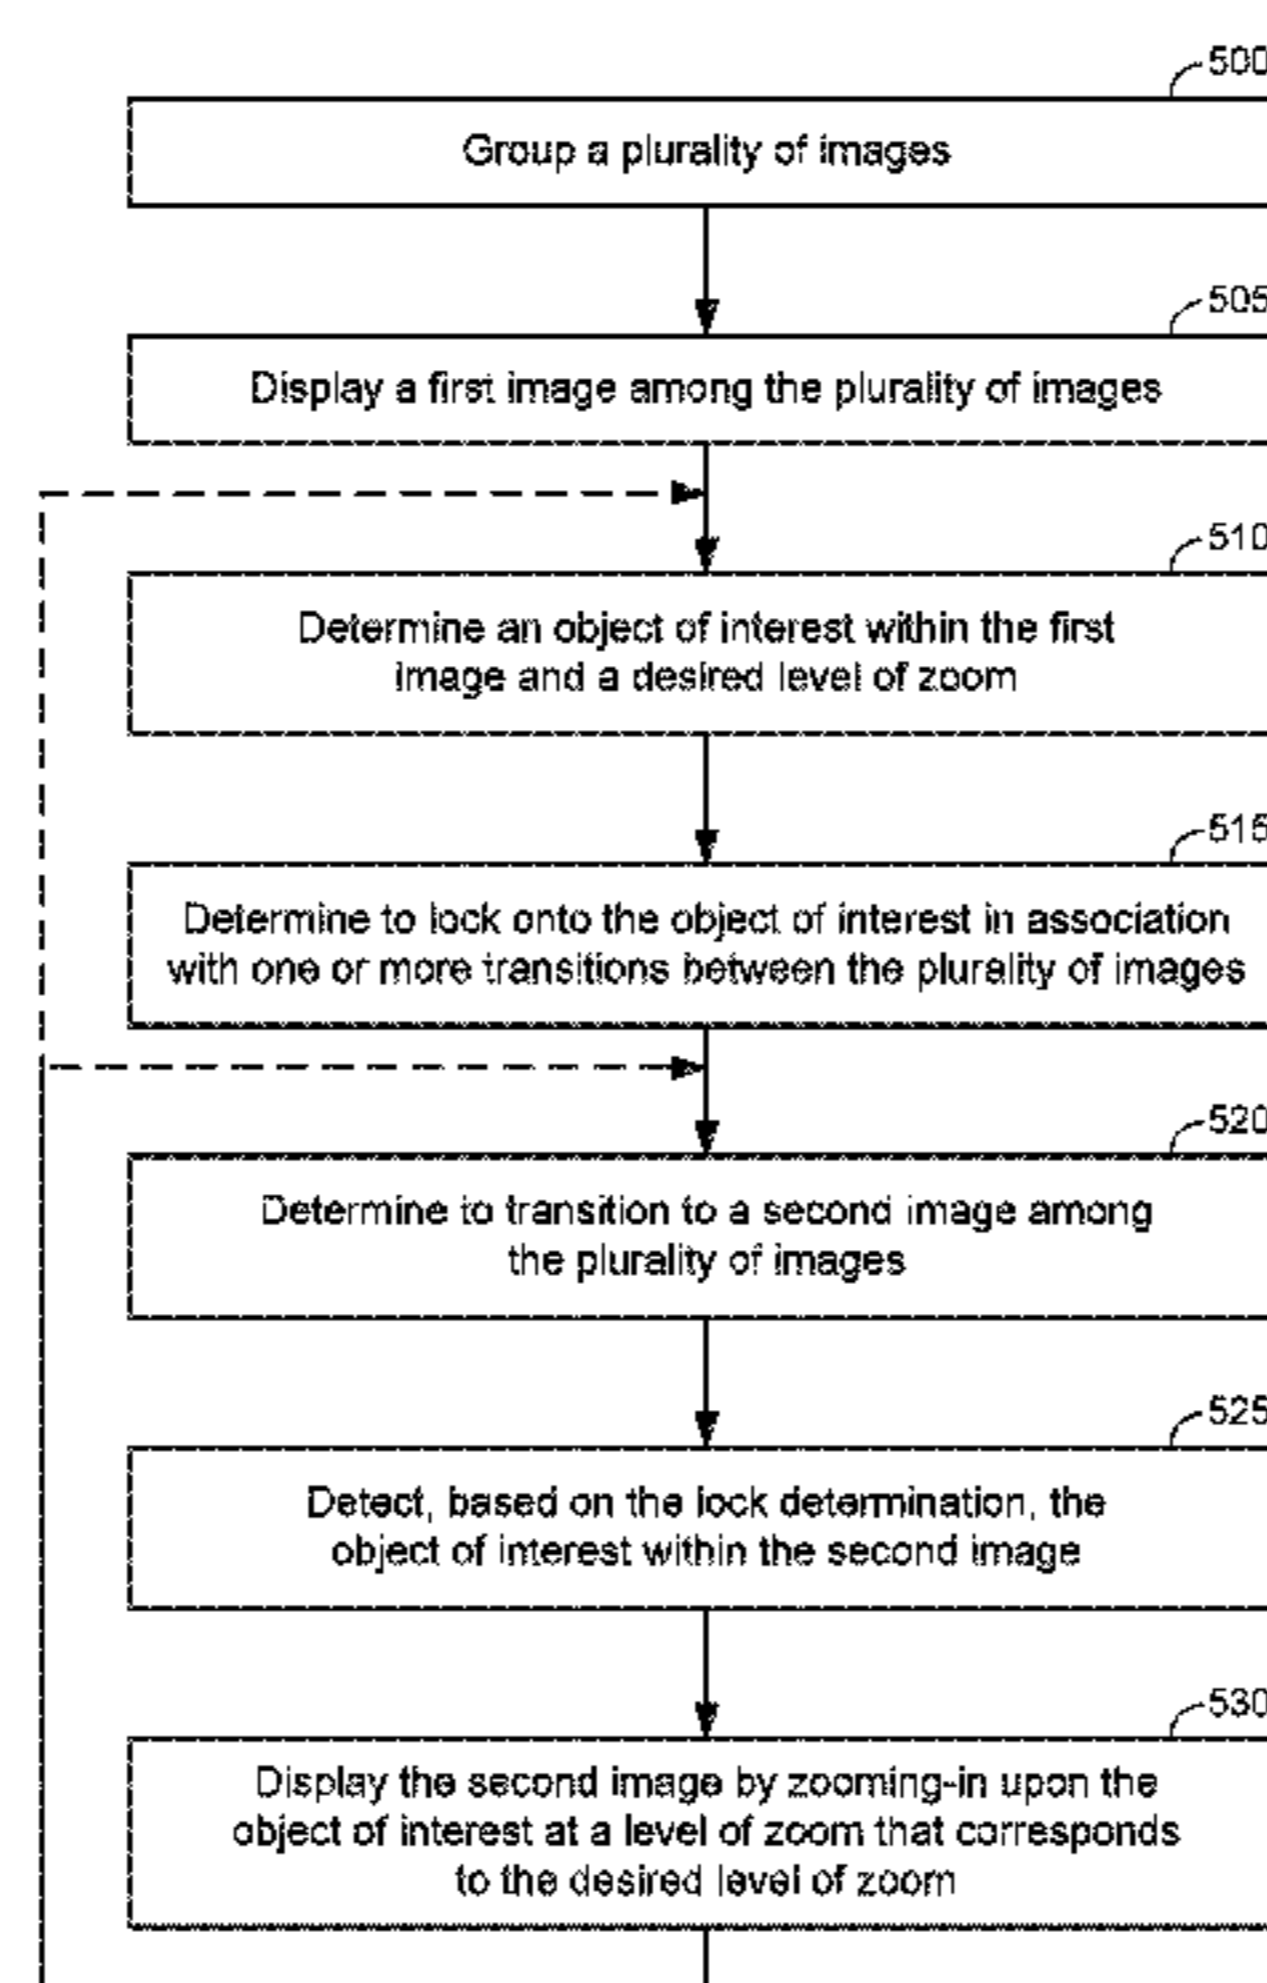 500
Group a plurality of images
505
Display a first image among the plurality of images
510
Determine an object of interest within the first
image and a desired level of zoom
515
Determine to lock onto the object of interest in association
with one or more transitions between the plurality of images
520
Determine to transition to a second image among
the plurality of images
525
Detect, based on the lock determination, the
object of interest within the second image
530
Display the second image by zooming-in upon the
object of interest at a level of zoom that corresponds
to the desired level of zoom